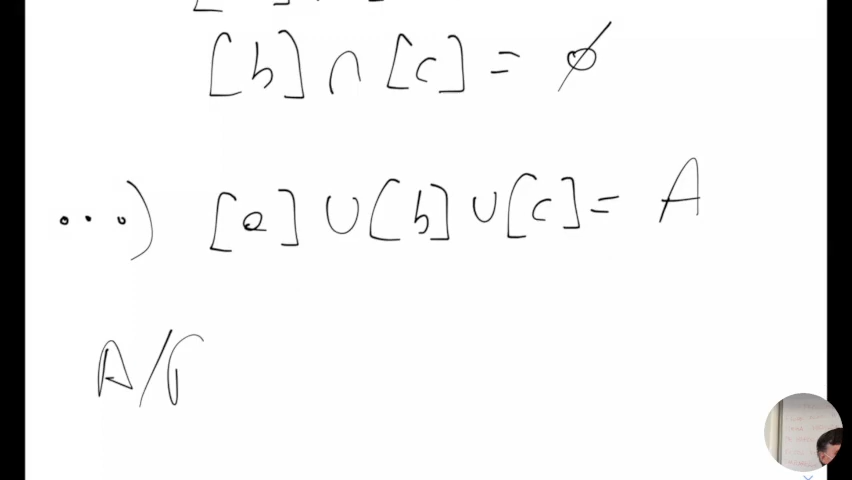 [b] ∩ [c] = ∅
...) [a] ∪ [b] ∪ [c] = A
A/